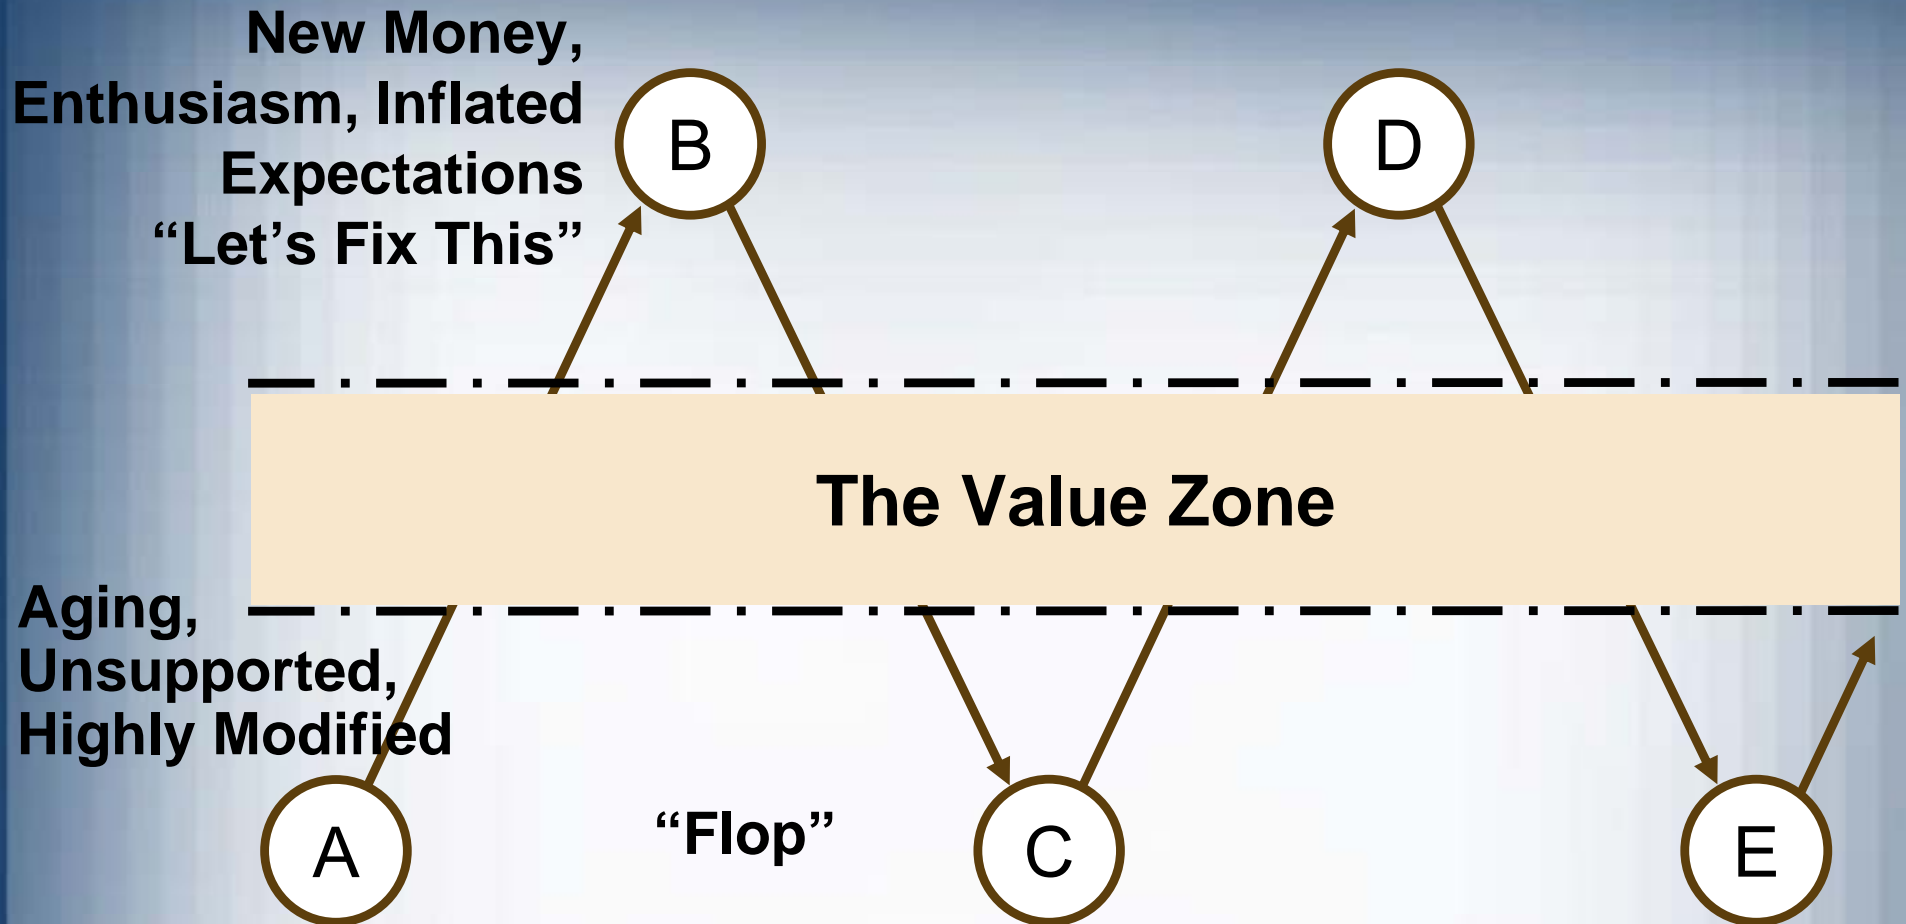 New Money,
Enthusiasm, Inflated
Expectations
“Let’s Fix This”
B
D
The Value Zone
Aging,
Unsupported,
Highly Modified
A
“Flop”
C
E